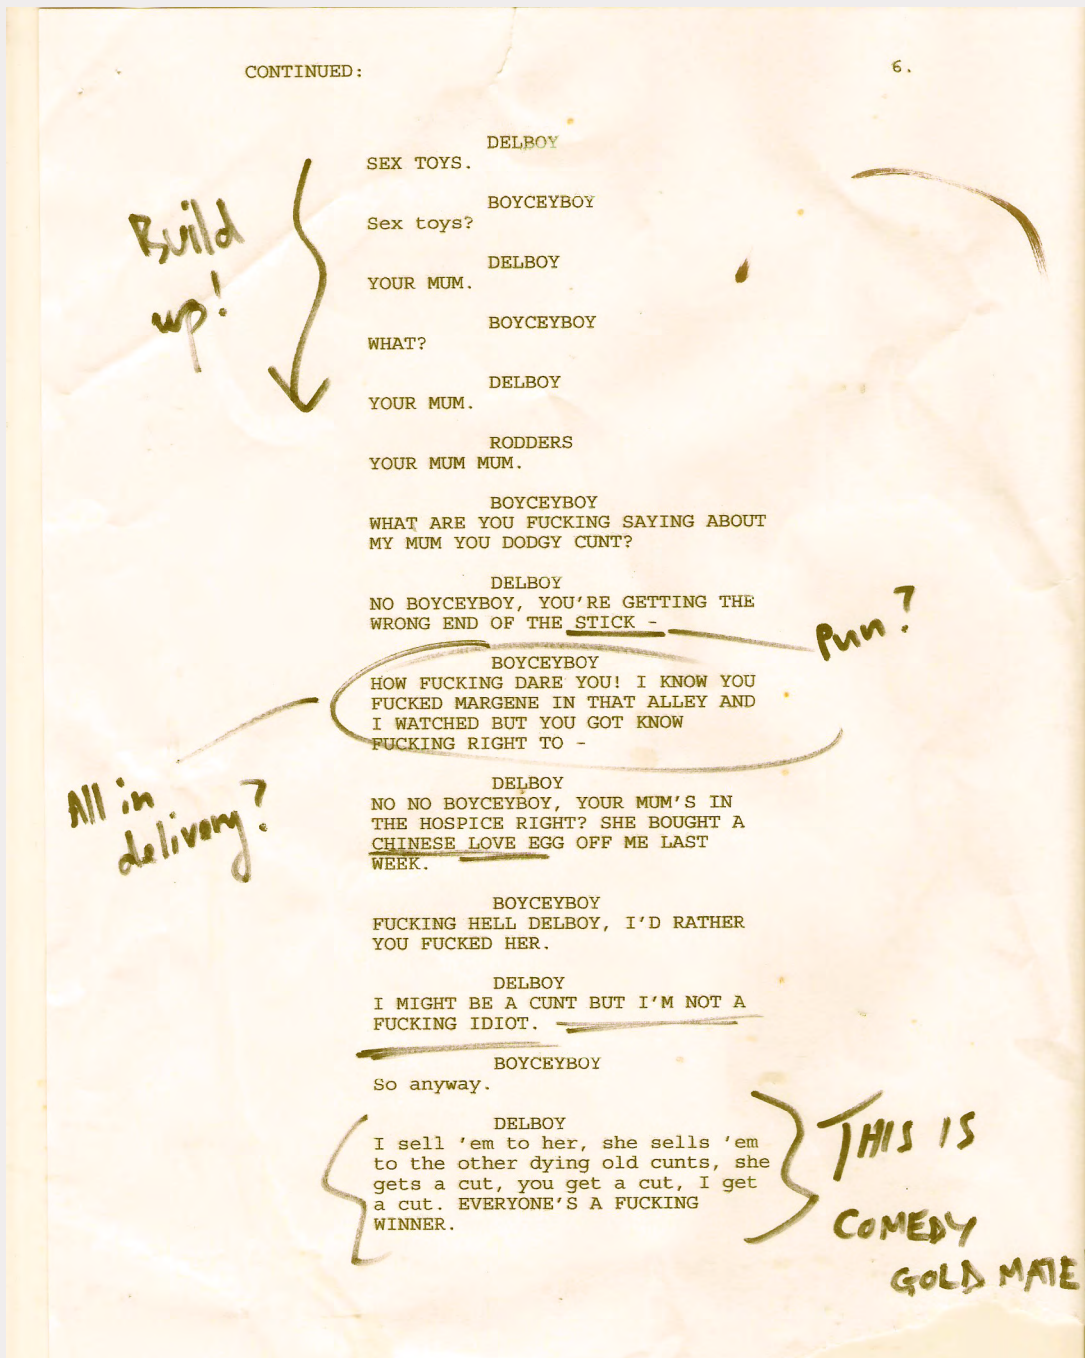 CONTINUED:
6.
DELBOY
SEX TOYS.
BOYCEYBOY
Sex toys?
Build
up!
DELBOY
YOUR MUM.
BOYCEYBOY
WHAT?
DELBOY
YOUR MUM.
RODDERS
YOUR MUM MUM.
BOYCEYBOY
WHAT ARE YOU FUCKING SAYING ABOUT
MY MUM YOU DODGY CUNT?
DELBOY
NO BOYCEYBOY, YOU'RE GETTING THE
WRONG END OF THE STICK -
Pun?
BOYCEYBOY
HOW FUCKING DARE YOU! I KNOW YOU
FUCKED MARGENE IN THAT ALLEY AND
I WATCHED BUT YOU GOT KNOW
FUCKING RIGHT TO -
All in
delivery?
DELBOY
NO NO BOYCEYBOY, YOUR MUM'S IN
THE HOSPICE RIGHT? SHE BOUGHT A
CHINESE LOVE EGG OFF ME LAST
WEEK.
BOYCEYBOY
FUCKING HELL DELBOY, I'D RATHER
YOU FUCKED HER.
DELBOY
I MIGHT BE A CUNT BUT I'M NOT A
FUCKING IDIOT.
BOYCEYBOY
So anyway.
DELBOY
I sell 'em to her, she sells 'em
to the other dying old cunts, she
gets a cut, you get a cut, I get
a cut. EVERYONE'S A FUCKING
WINNER.
THIS IS
COMEDY
GOLD MATE